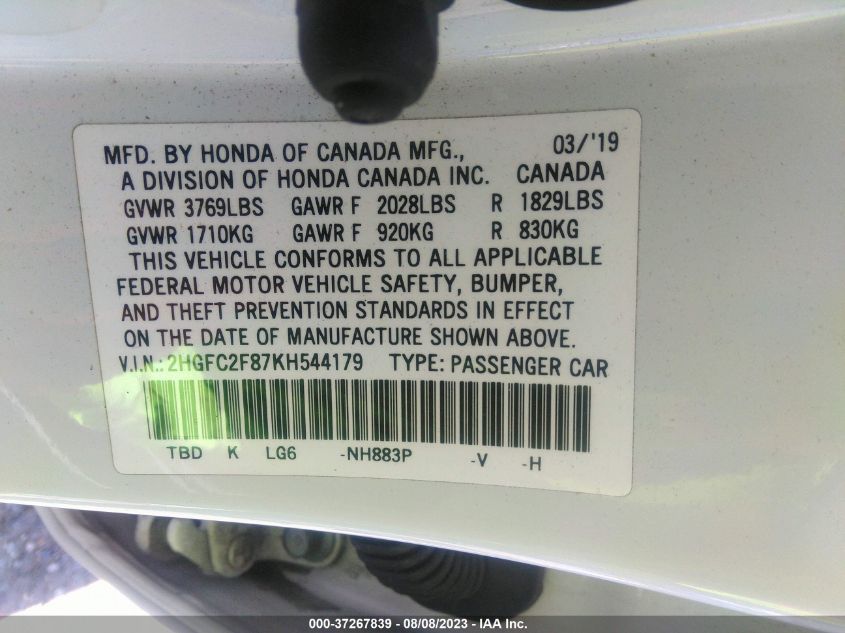 MFD. BY HONDA OF CANADA MFG., 03/'19
A DIVISION OF HONDA CANADA INC. CANADA
GVWR 3769LBS GAWR F 2028LBS R 1829LBS
GVWR 1710KG GAWR F 920KG R 830KG
THIS VEHICLE CONFORMS TO ALL APPLICABLE
FEDERAL MOTOR VEHICLE SAFETY, BUMPER,
AND THEFT PREVENTION STANDARDS IN EFFECT
ON THE DATE OF MANUFACTURE SHOWN ABOVE.
V.I.N.: 2HGFC2F87KH544179 TYPE: PASSENGER CAR
TBD K LG6 -NH883P -V -H
000-37267839 - 08/08/2023 - IAA Inc.